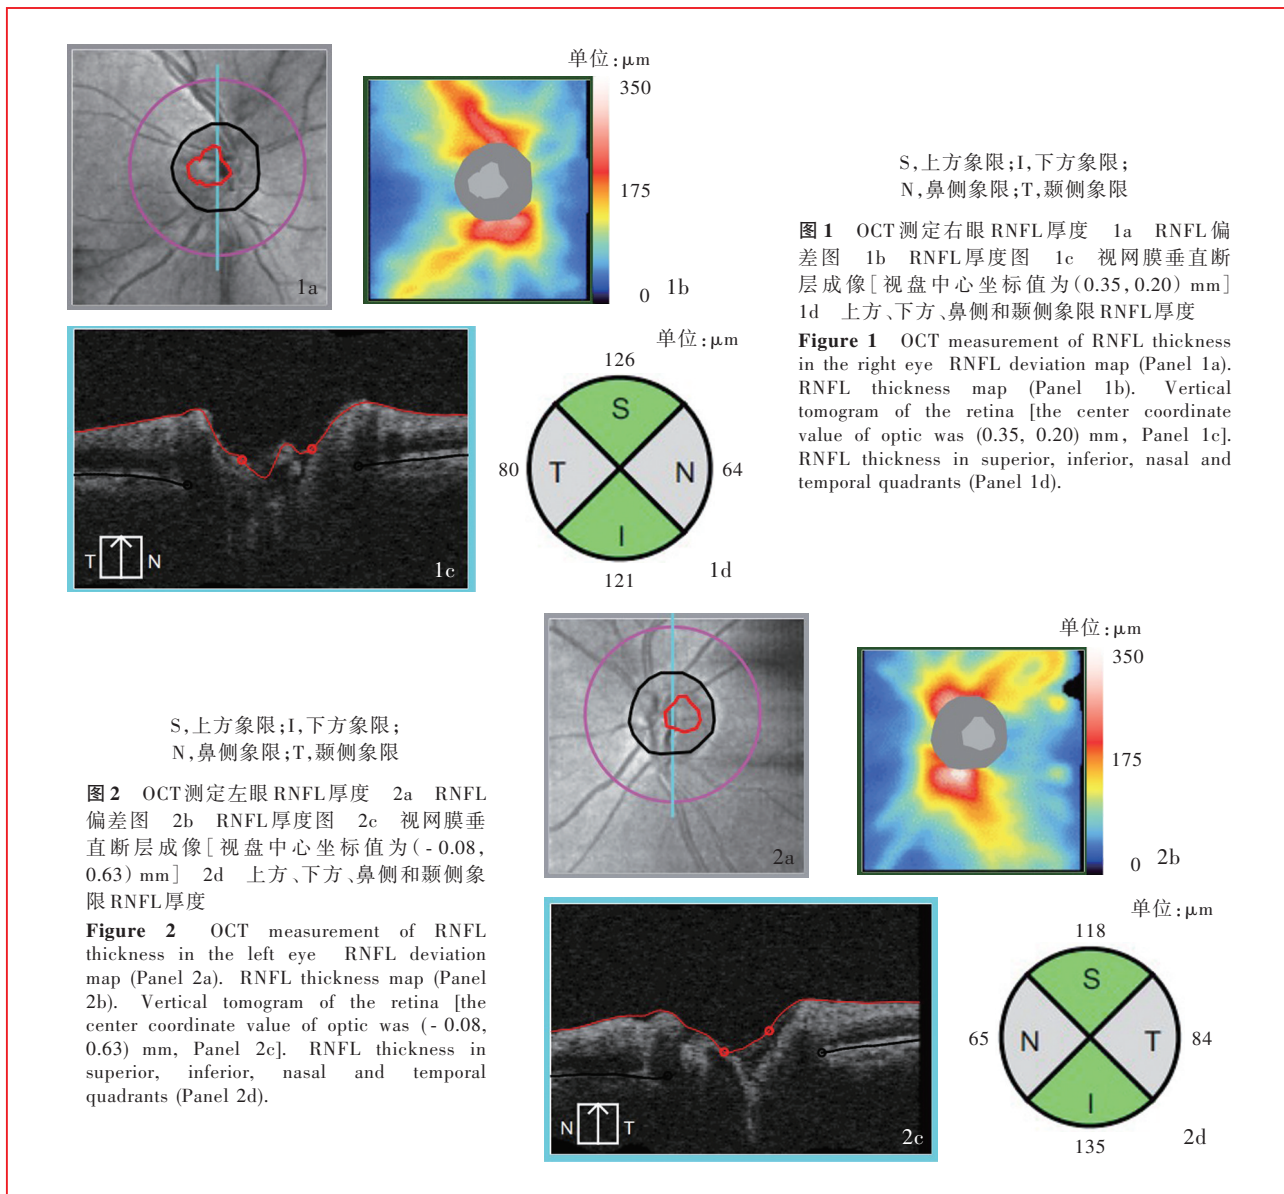 单位:μm
350
175
0
1a
1b
S,上方象限;I,下方象限;
N,鼻侧象限;T,颞侧象限
图1 OCT测定右眼RNFL厚度 1a RNFL偏
差图 1b RNFL厚度图 1c 视网膜垂直断
层成像[视盘中心坐标值为(0.35,0.20) mm]
1d 上方、下方、鼻侧和颞侧象限RNFL厚度
Figure 1 OCT measurement of RNFL thickness
in the right eye RNFL deviation map (Panel 1a).
RNFL thickness map (Panel 1b). Vertical
tomogram of the retina [the center coordinate
value of optic was (0.35, 0.20) mm, Panel 1c].
RNFL thickness in superior, inferior, nasal and
temporal quadrants (Panel 1d).
T N
1c
单位:μm
126
S
80 T N 64
I
121
1d
S,上方象限;I,下方象限;
N,鼻侧象限;T,颞侧象限
图2 OCT测定左眼RNFL厚度 2a RNFL
偏差图 2b RNFL厚度图 2c 视网膜垂
直断层成像[视盘中心坐标值为(-0.08,
0.63) mm] 2d 上方、下方、鼻侧和颞侧象
限RNFL厚度
Figure 2 OCT measurement of RNFL
thickness in the left eye RNFL deviation
map (Panel 2a). RNFL thickness map (Panel
2b). Vertical tomogram of the retina [the
center coordinate value of optic was (-0.08,
0.63) mm, Panel 2c]. RNFL thickness in
superior, inferior, nasal and temporal
quadrants (Panel 2d).
2a
单位:μm
350
175
0
2b
N T
2c
单位:μm
118
S
65 N T 84
I
135
2d